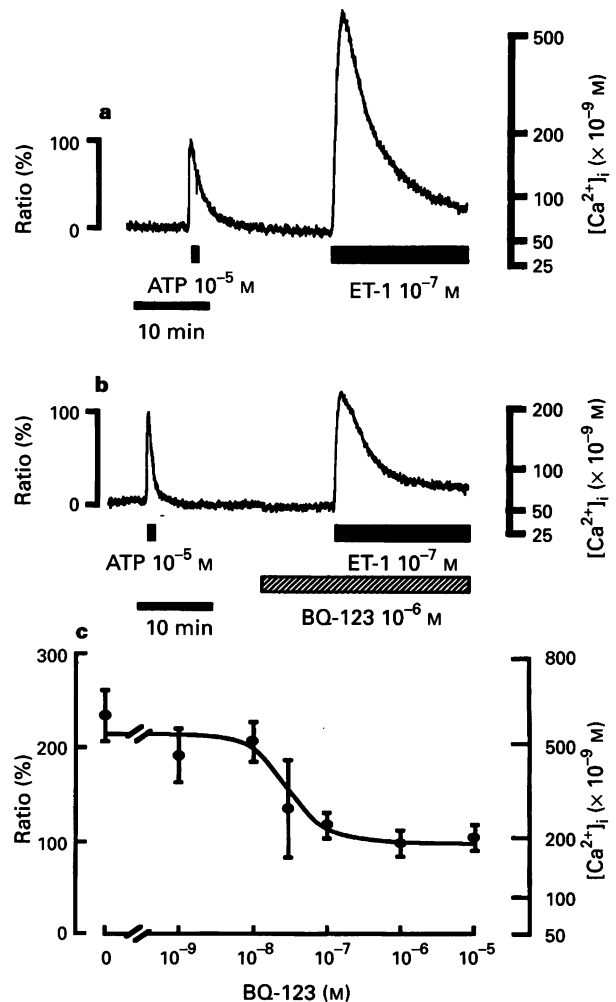 a
Ratio (%)
100
0
500
200
100
50
25
[Ca²⁺]ᵢ (× 10⁻⁹ M)
ATP 10⁻⁵ M
ET-1 10⁻⁷ M
10 min
b
Ratio (%)
100
0
200
100
50
25
[Ca²⁺]ᵢ (× 10⁻⁹ M)
ATP 10⁻⁵ M
ET-1 10⁻⁷ M
10 min
BQ-123 10⁻⁶ M
c
Ratio (%)
300
200
100
0
800
500
200
100
50
[Ca²⁺]ᵢ (× 10⁻⁹ M)
0 10⁻⁹ 10⁻⁸ 10⁻⁷ 10⁻⁶ 10⁻⁵
BQ-123 (M)